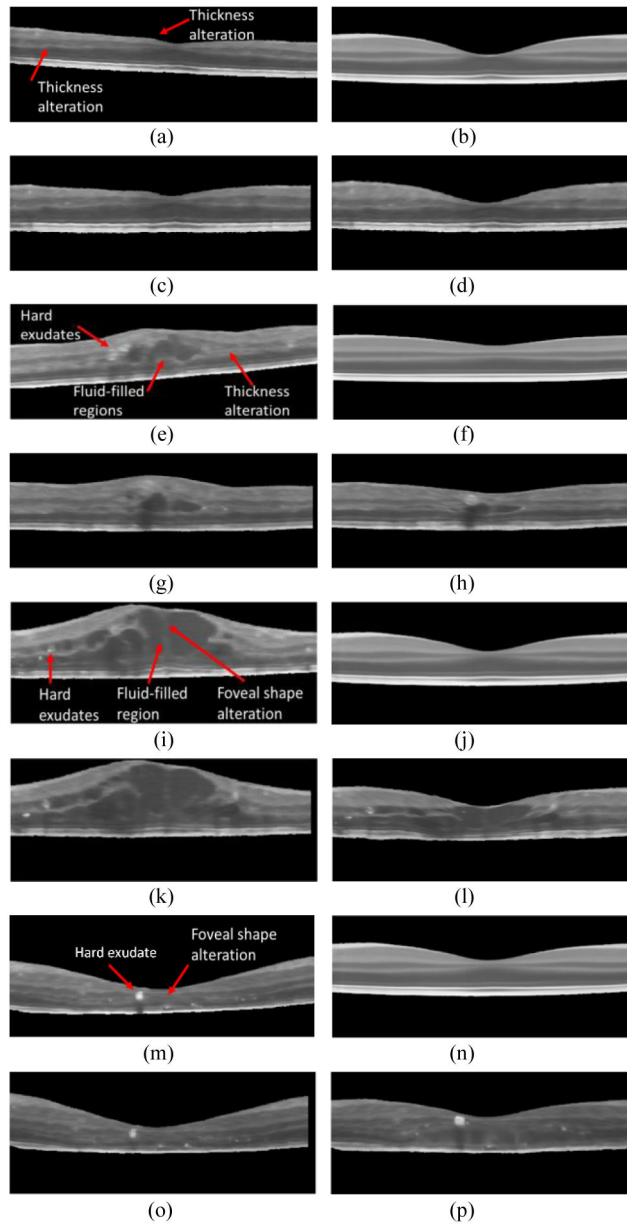 Thickness
alteration
Thickness
alteration
(a)
(b)
(c)
(d)
Hard
exudates
Fluid-filled
regions
Thickness
alteration
(e)
(f)
(g)
(h)
Hard
exudates
Fluid-filled
region
Foveal shape
alteration
(i)
(j)
(k)
(l)
Hard exudate
Foveal shape
alteration
(m)
(n)
(o)
(p)